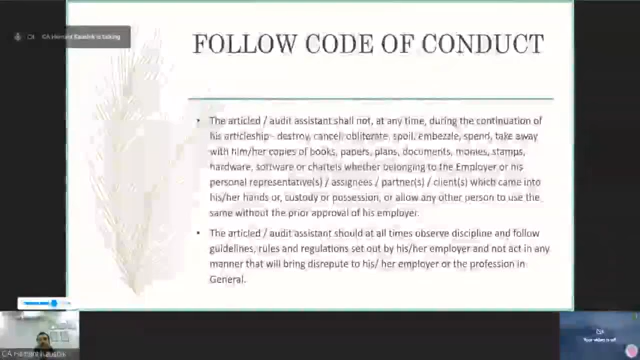 CA Hemant Kaushik is talking
FOLLOW CODE OF CONDUCT
• The articled / audit assistant shall not, at any time, during the continuation of
his articleship - destroy, cancel, obliterate, spoil, embezzle, spend, take away
with him/her copies of books, papers, plans, documents, monies, stamps,
hardware, software or chattels whether belonging to the Employer or his
personal representative(s) / assignees / partner(s) / client(s) which came into
his/her hands or, custody or possession, or allow any other person to use the
same without the prior approval of his employer.
• The articled / audit assistant should at all times observe discipline and follow
guidelines, rules and regulations set out by his/her employer and not act in any
manner that will bring disrepute to his/ her employer or the profession in
General.
CA Hemant Kaushik
Your video is off